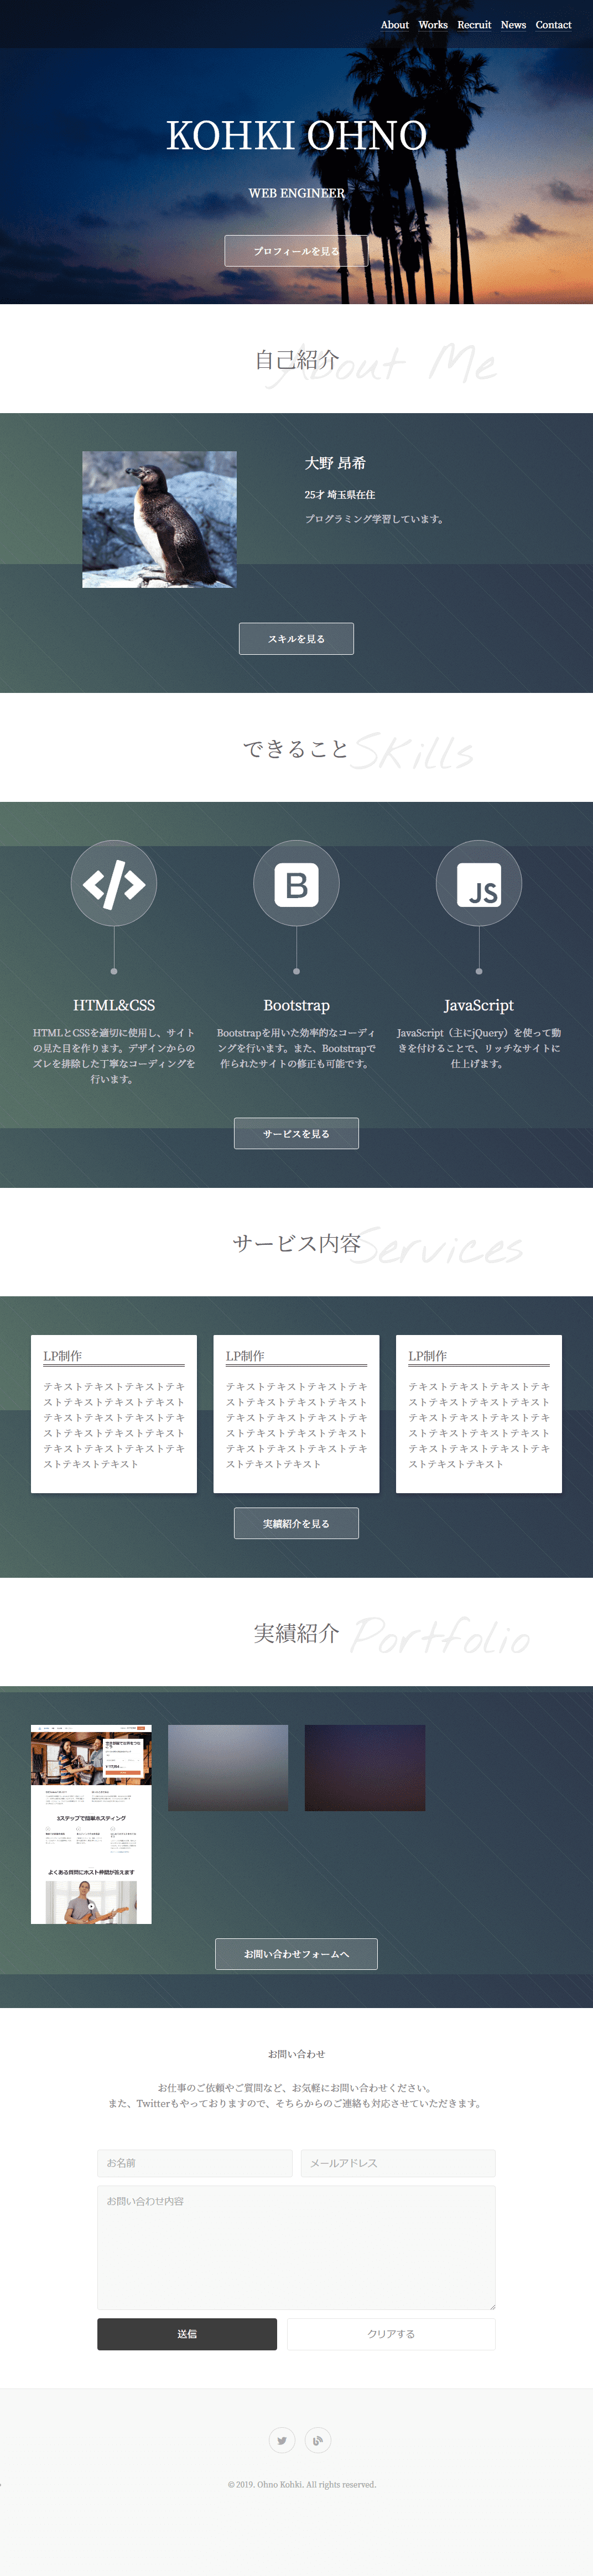 About Works Recruit News Contact
KOHKI OHNO
WEB ENGINEER
プロフィールを見る
自己紹介
About Me
大野 昂希
25才 埼玉県在住
プログラミング学習しています。
スキルを見る
できること
Skills
HTML&CSS
HTMLとCSSを適切に使用し、サイト
の見た目を作ります。デザインからの
ズレを排除した丁寧なコーディングを
行います。
B
Bootstrap
Bootstrapを用いた効率的なコーディ
ングを行います。また、Bootstrapで
作られたサイトの修正も可能です。
JS
JavaScript
JavaScript（主にjQuery）を使って動
きを付けることで、リッチなサイトに
仕上げます。
サービスを見る
サービス内容
Services
LP制作
テキストテキストテキストテキ
ストテキストテキストテキスト
テキストテキストテキストテキ
ストテキストテキストテキスト
テキストテキストテキストテキ
ストテキストテキスト
LP制作
テキストテキストテキストテキ
ストテキストテキストテキスト
テキストテキストテキストテキ
ストテキストテキストテキスト
テキストテキストテキストテキ
ストテキストテキスト
LP制作
テキストテキストテキストテキ
ストテキストテキストテキスト
テキストテキストテキストテキ
ストテキストテキストテキスト
テキストテキストテキストテキ
ストテキストテキスト
実績紹介を見る
実績紹介
Portfolio
3ステップで簡単ホスティング
よくある質問にホスト仲間が答えます
お問い合わせフォームへ
お問い合わせ
お仕事のご依頼やご質問など、お気軽にお問い合わせください。
また、Twitterもやっておりますので、そちらからのご連絡も対応させていただきます。
お名前
メールアドレス
お問い合わせ内容
送信
クリアする
© 2019. Ohno Kohki. All rights reserved.